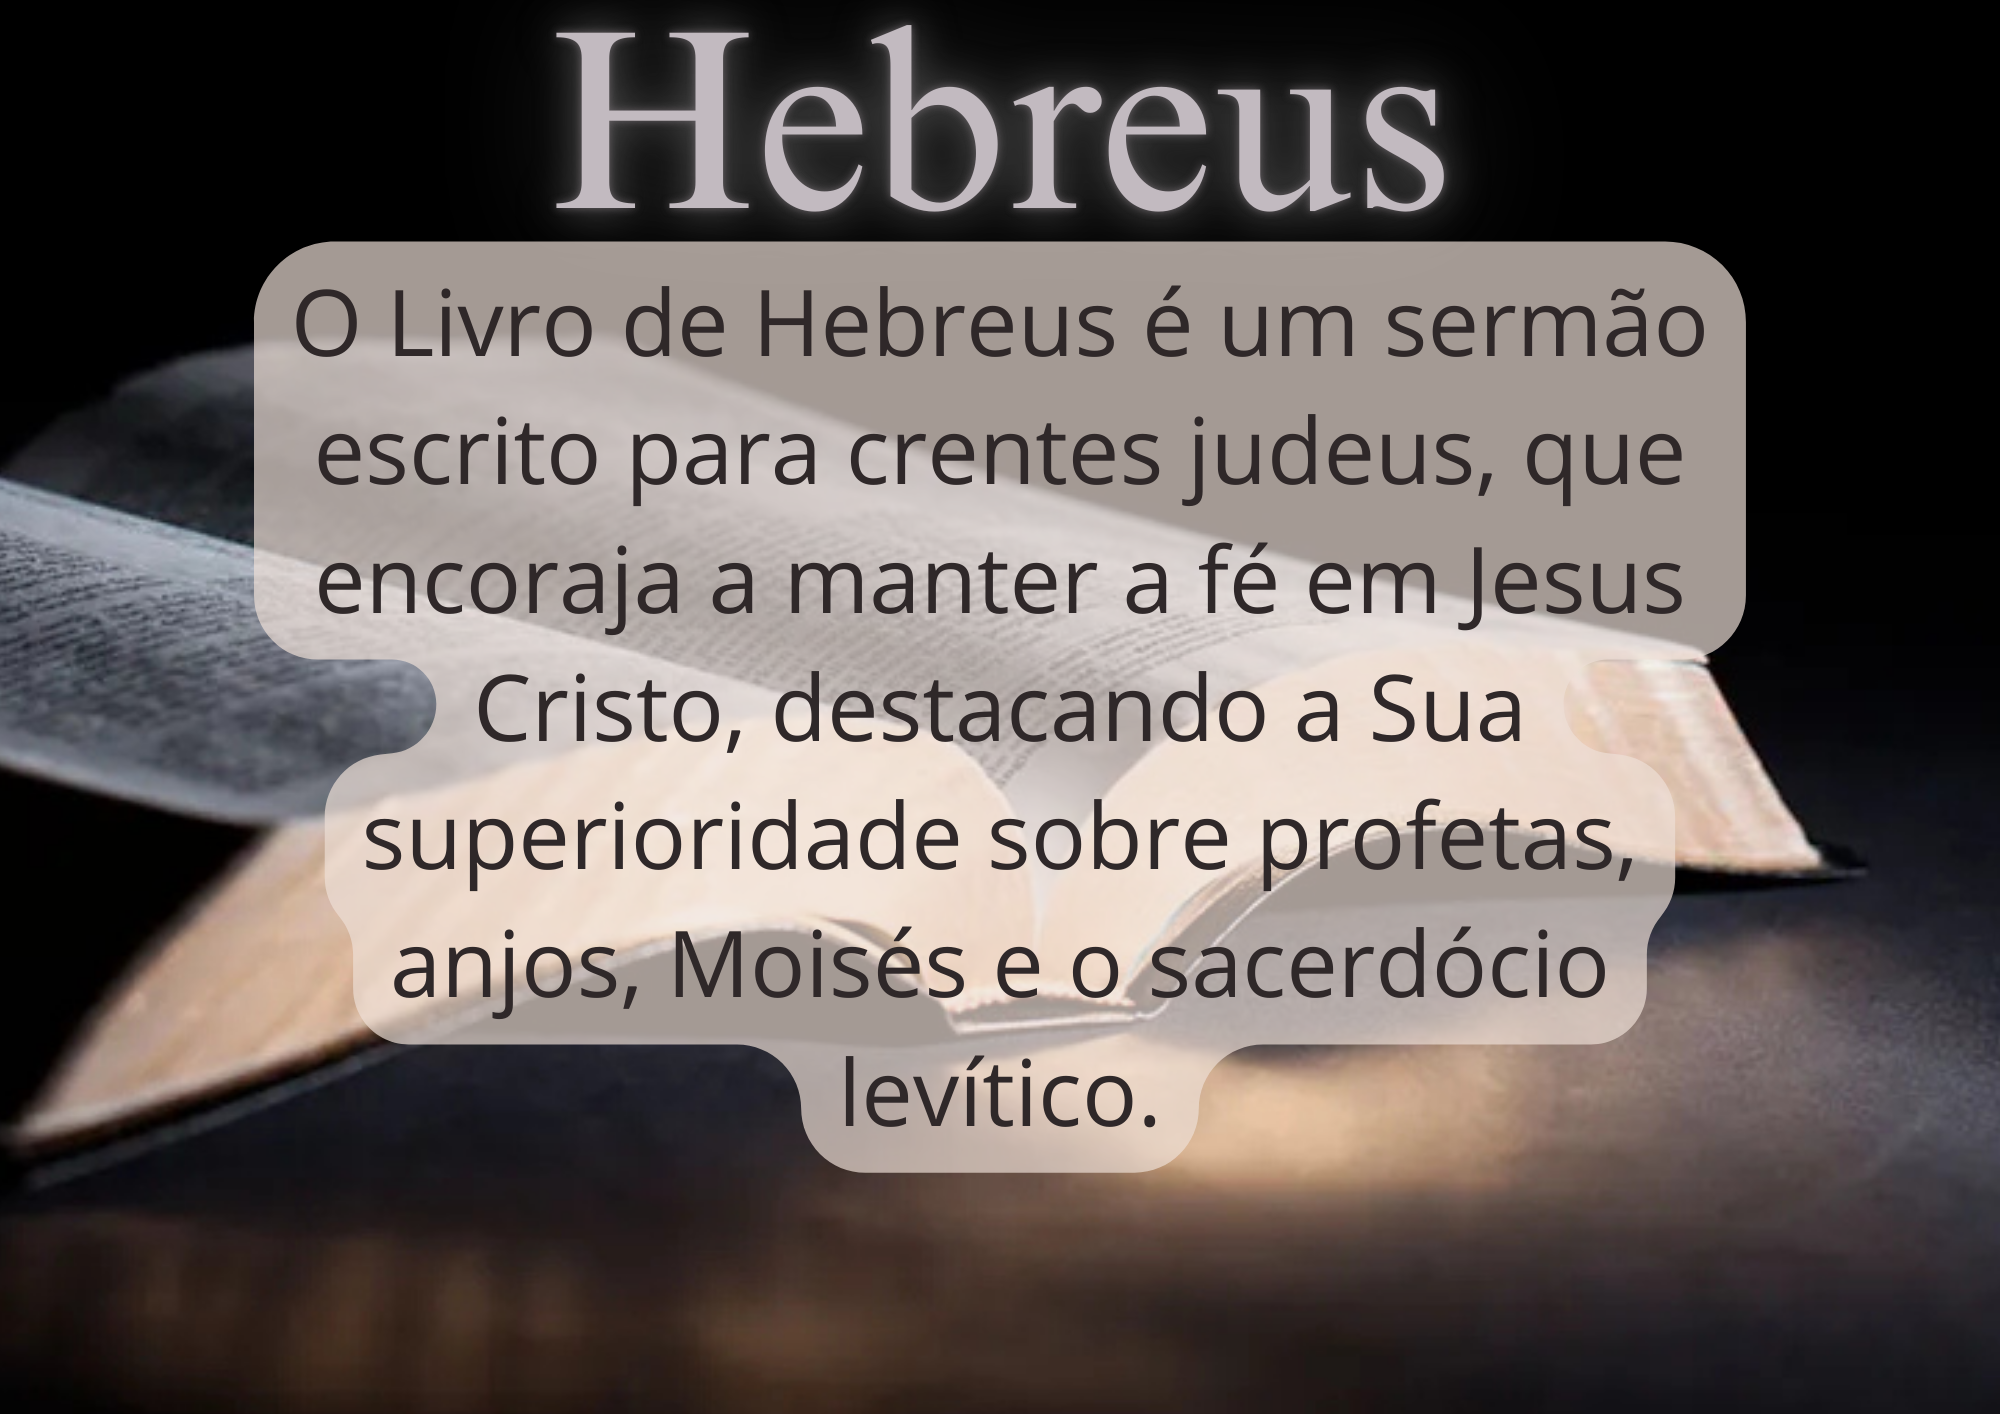 Hebreus
O Livro de Hebreus é um sermão
escrito para crentes judeus, que
encoraja a manter a fé em Jesus
Cristo, destacando a Sua
superioridade sobre profetas,
anjos, Moisés e o sacerdócio
levítico.